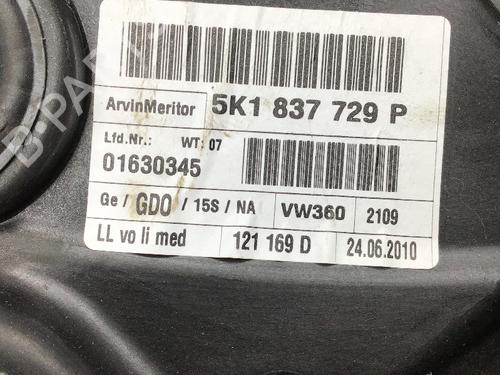 ArvinMeritor 5K1 837 729 P
Lfd.Nr.: WT: 07
01630345
Ge / GDO / 15S / NA VW360 2109
LL vo li med 121 169 D 24.06.2010
B-PARTS